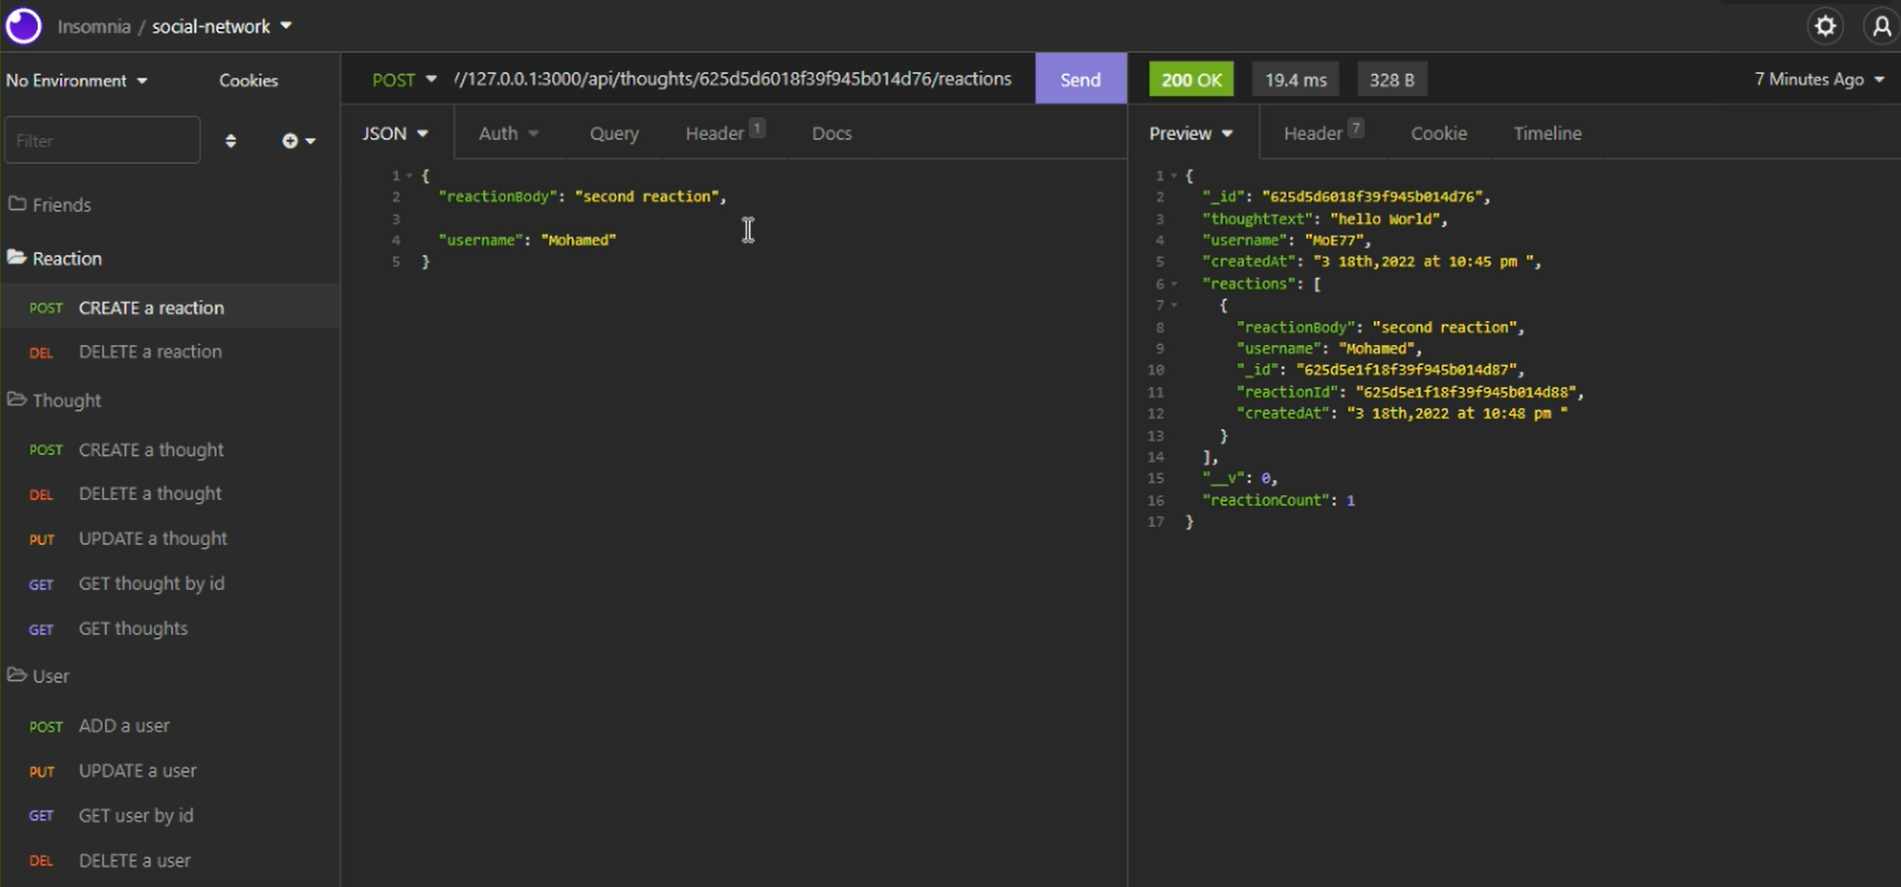 Insomnia / social-network
No Environment
Cookies
Filter
Friends
Reaction
POST CREATE a reaction
DEL DELETE a reaction
Thought
POST CREATE a thought
DEL DELETE a thought
PUT UPDATE a thought
GET GET thought by id
GET GET thoughts
User
POST ADD a user
PUT UPDATE a user
GET GET user by id
DEL DELETE a user
POST //127.0.0.1:3000/api/thoughts/625d5d6018f39f945b014d76/reactions Send
JSON Auth Query Header 1 Docs
1 {
2 "reactionBody": "second reaction",
3
4 "username": "Mohamed"
5 }
200 OK 19.4 ms 328 B 7 Minutes Ago
Preview Header 7 Cookie Timeline
1 {
2 "_id": "625d5d6018f39f945b014d76",
3 "thoughtText": "hello World",
4 "username": "MoE77",
5 "createdAt": "3 18th,2022 at 10:45 pm ",
6 "reactions": [
7 {
8 "reactionBody": "second reaction",
9 "username": "Mohamed",
10 "_id": "625d5e1f18f39f945b014d87",
11 "reactionId": "625d5e1f18f39f945b014d88",
12 "createdAt": "3 18th,2022 at 10:48 pm "
13 }
14 ],
15 "__v": 0,
16 "reactionCount": 1
17 }